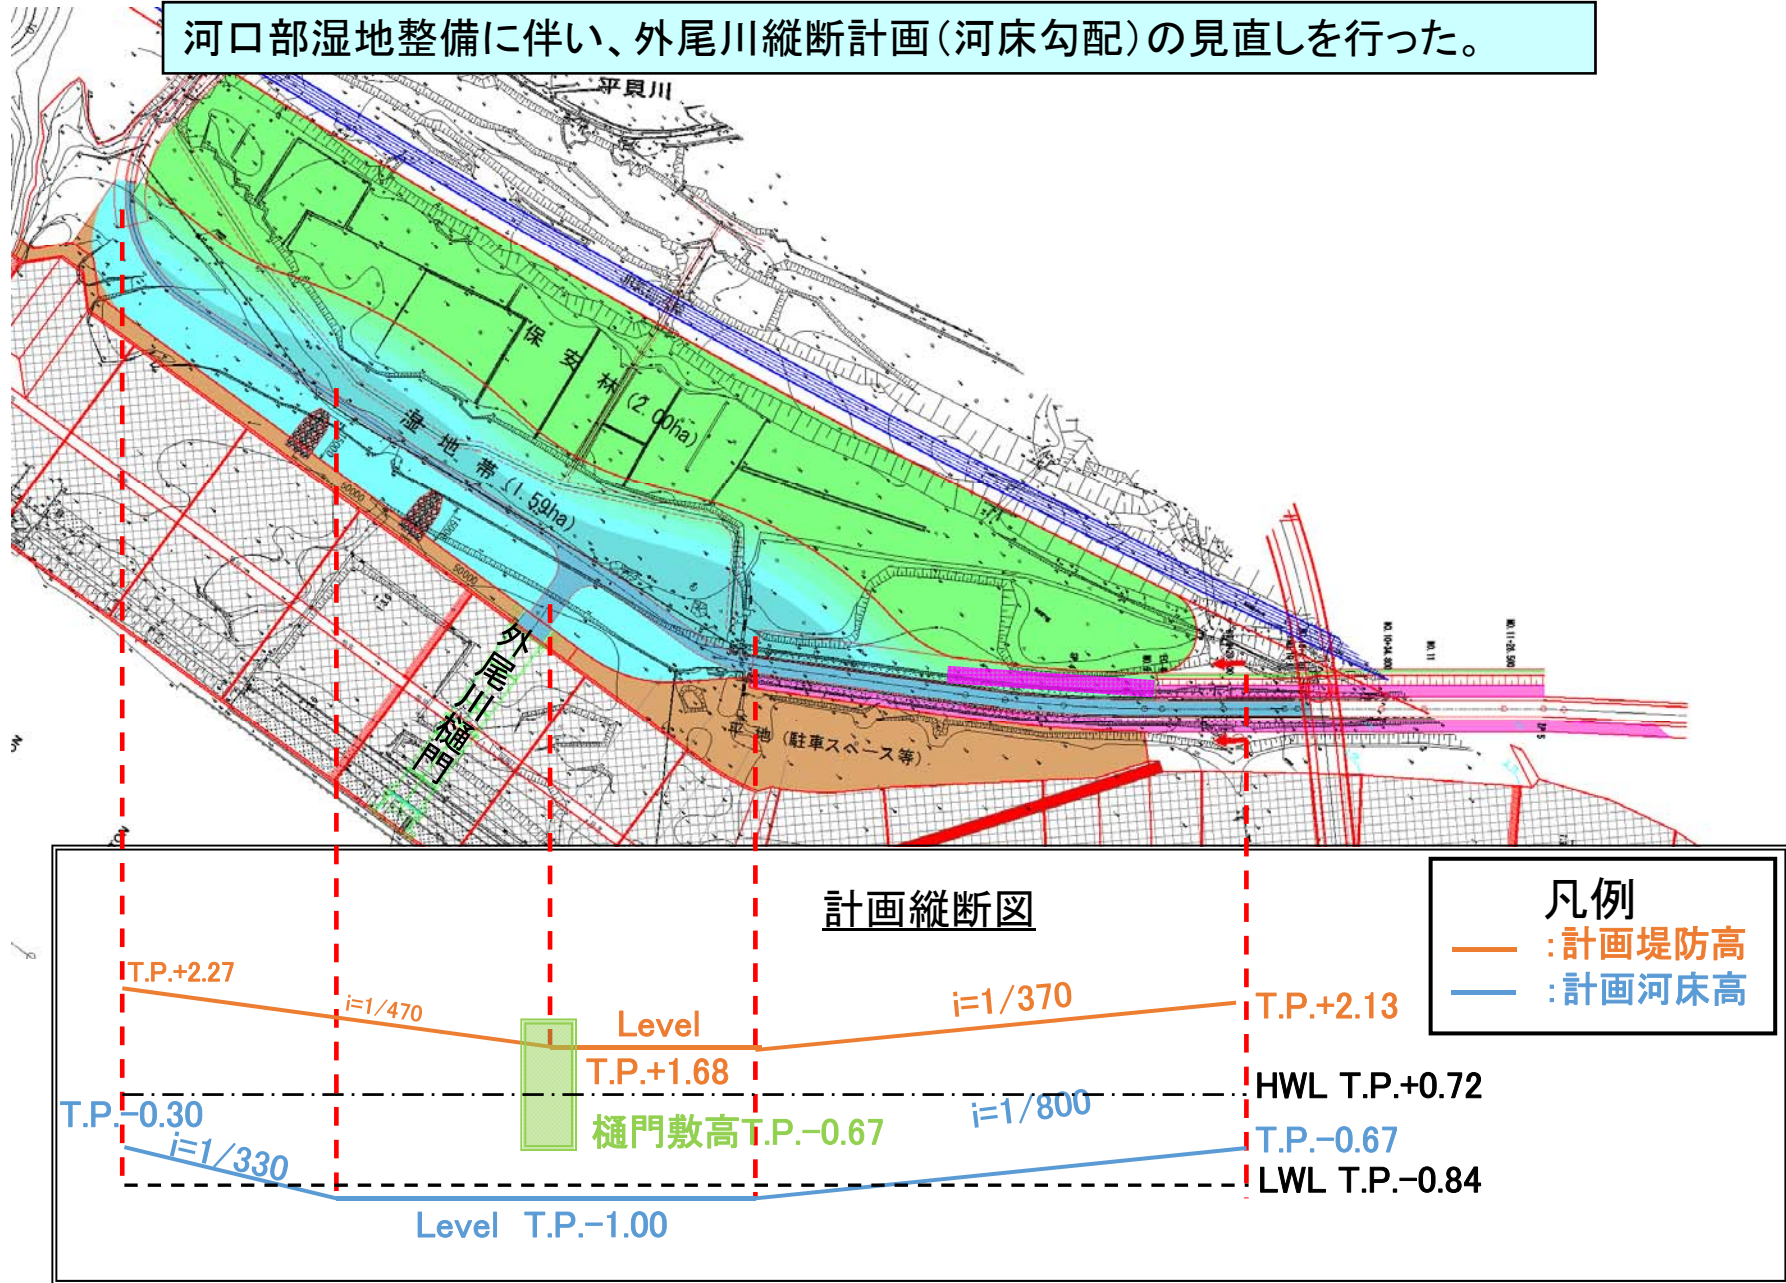 河口部湿地整備に伴い、外尾川縦断計画(河床勾配)の見直しを行った。
平貝川
保安林(2.00ha)
湿地帯(1.59ha)
50000
50000
外尾川樋門
平地(駐車スペース等)
NO.11
計画縦断図
凡例
:計画堤防高
:計画河床高
T.P.+2.27
i=1/470
Level
T.P.+1.68
i=1/370
T.P.+2.13
HWL T.P.+0.72
T.P.-0.30
i=1/330
樋門敷高T.P.-0.67
i=1/800
T.P.-0.67
LWL T.P.-0.84
Level T.P.-1.00